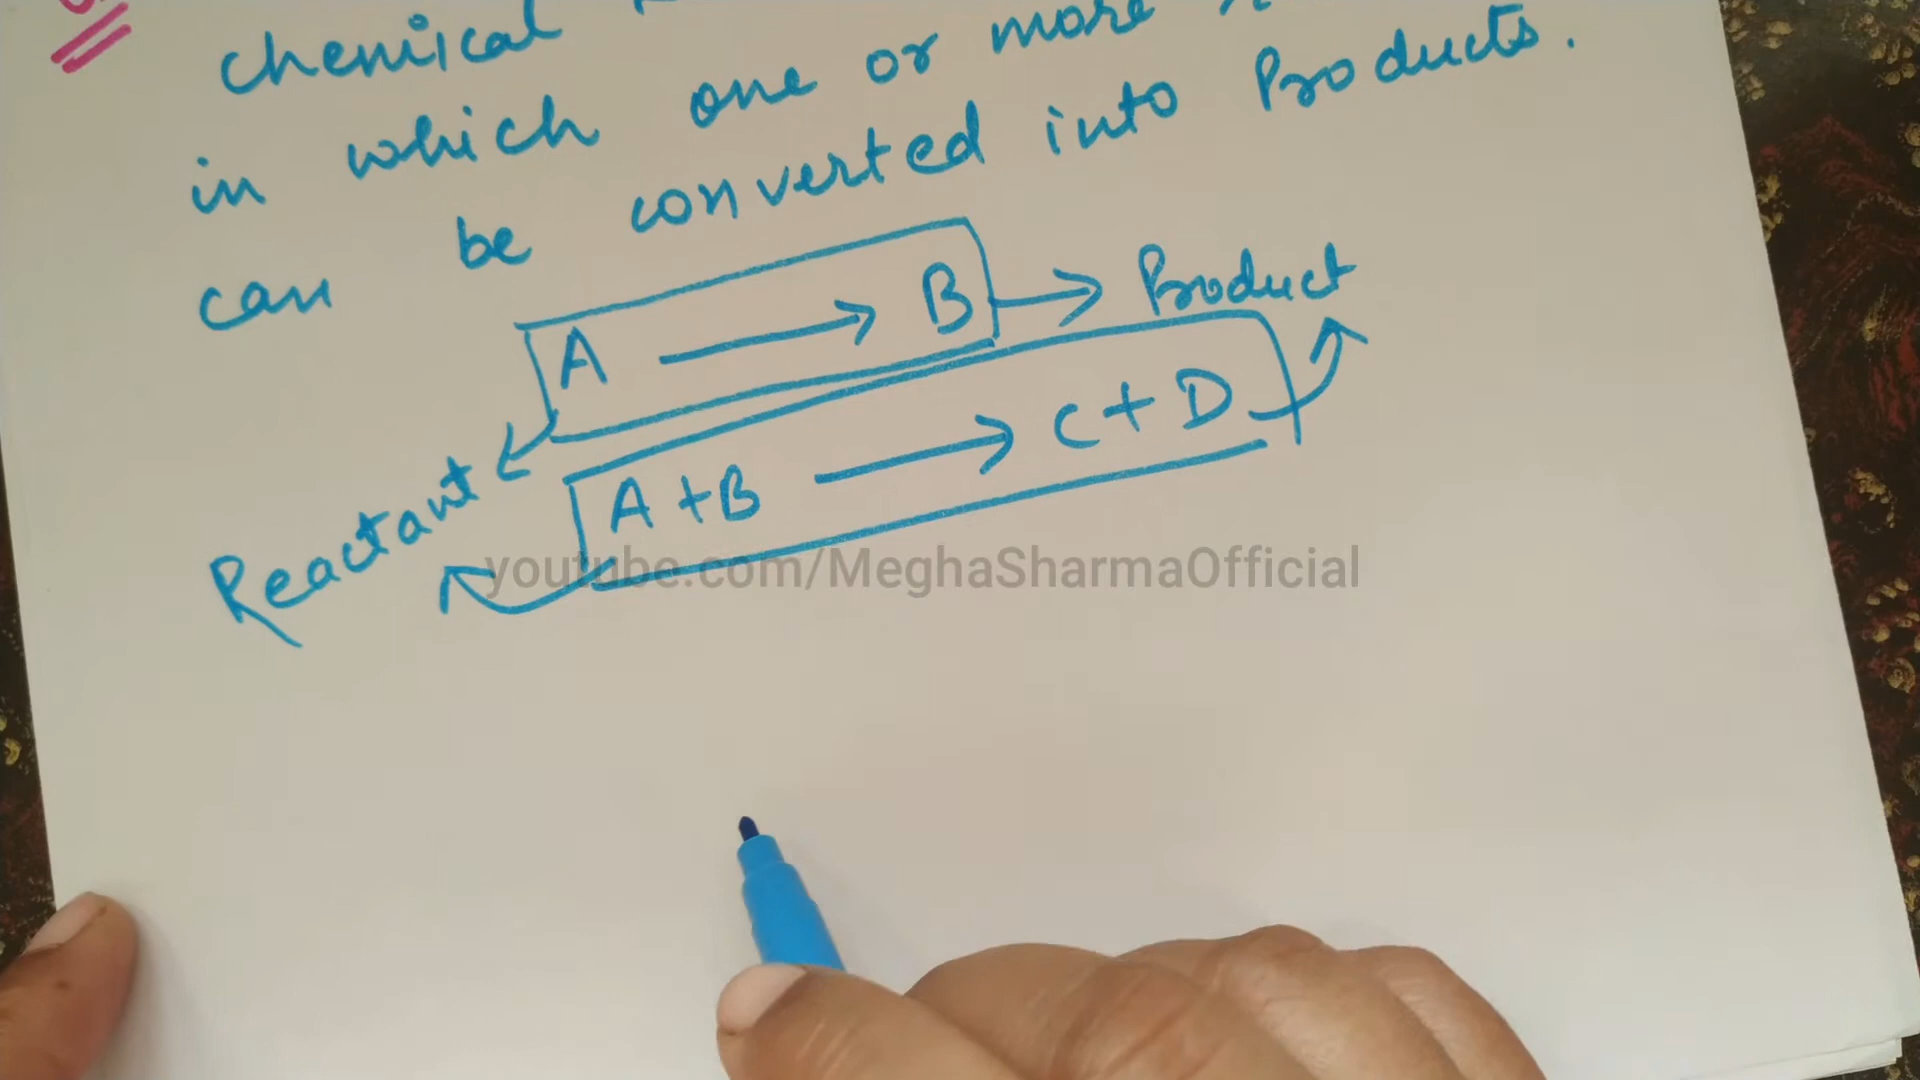 chemical
in which one or more
can be converted into Products.
A → B → Product
A + B → C + D
Reactant
youtube.com/MeghaSharmaOfficial